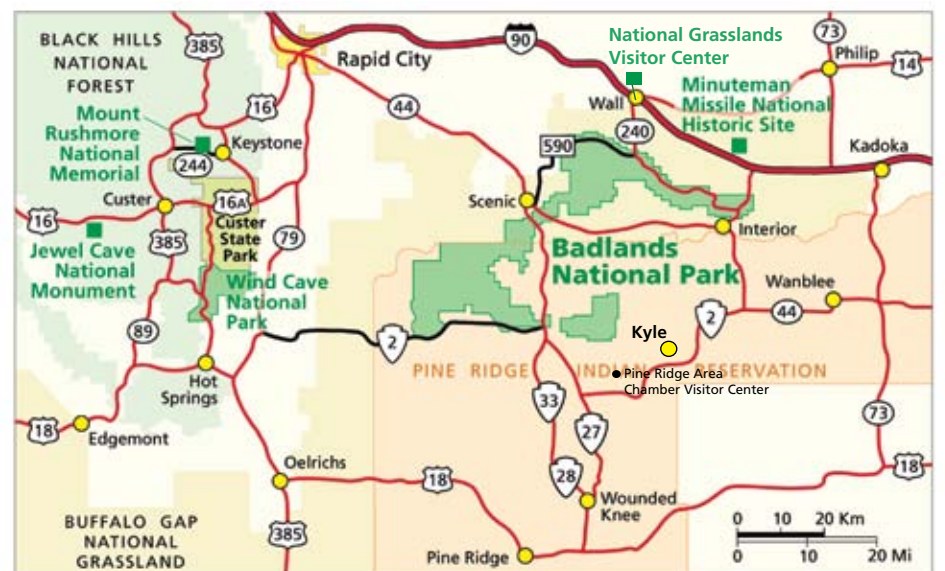 BLACK HILLS
NATIONAL
FOREST
385
90
National Grasslands
Visitor Center
73
Philip
14
Rapid City
Minuteman
Missile National
Historic Site
Mount
Rushmore
National
Memorial
16
44
Wall
240
Keystone
244
590
Kadoka
Custer
16A
Scenic
16
Custer
State
Park
385
79
Interior
Jewel Cave
National
Monument
Badlands
National Park
Wind Cave
National
Park
Wanblee
44
89
2
Kyle
2
PINE RIDGE INDIAN RESERVATION
Pine Ridge Area
Chamber Visitor Center
Hot
Springs
33
27
73
18
Edgemont
Oelrichs
18
28
18
Wounded
Knee
BUFFALO GAP
NATIONAL
GRASSLAND
385
Pine Ridge
0 10 20 Km
0 10 20 Mi